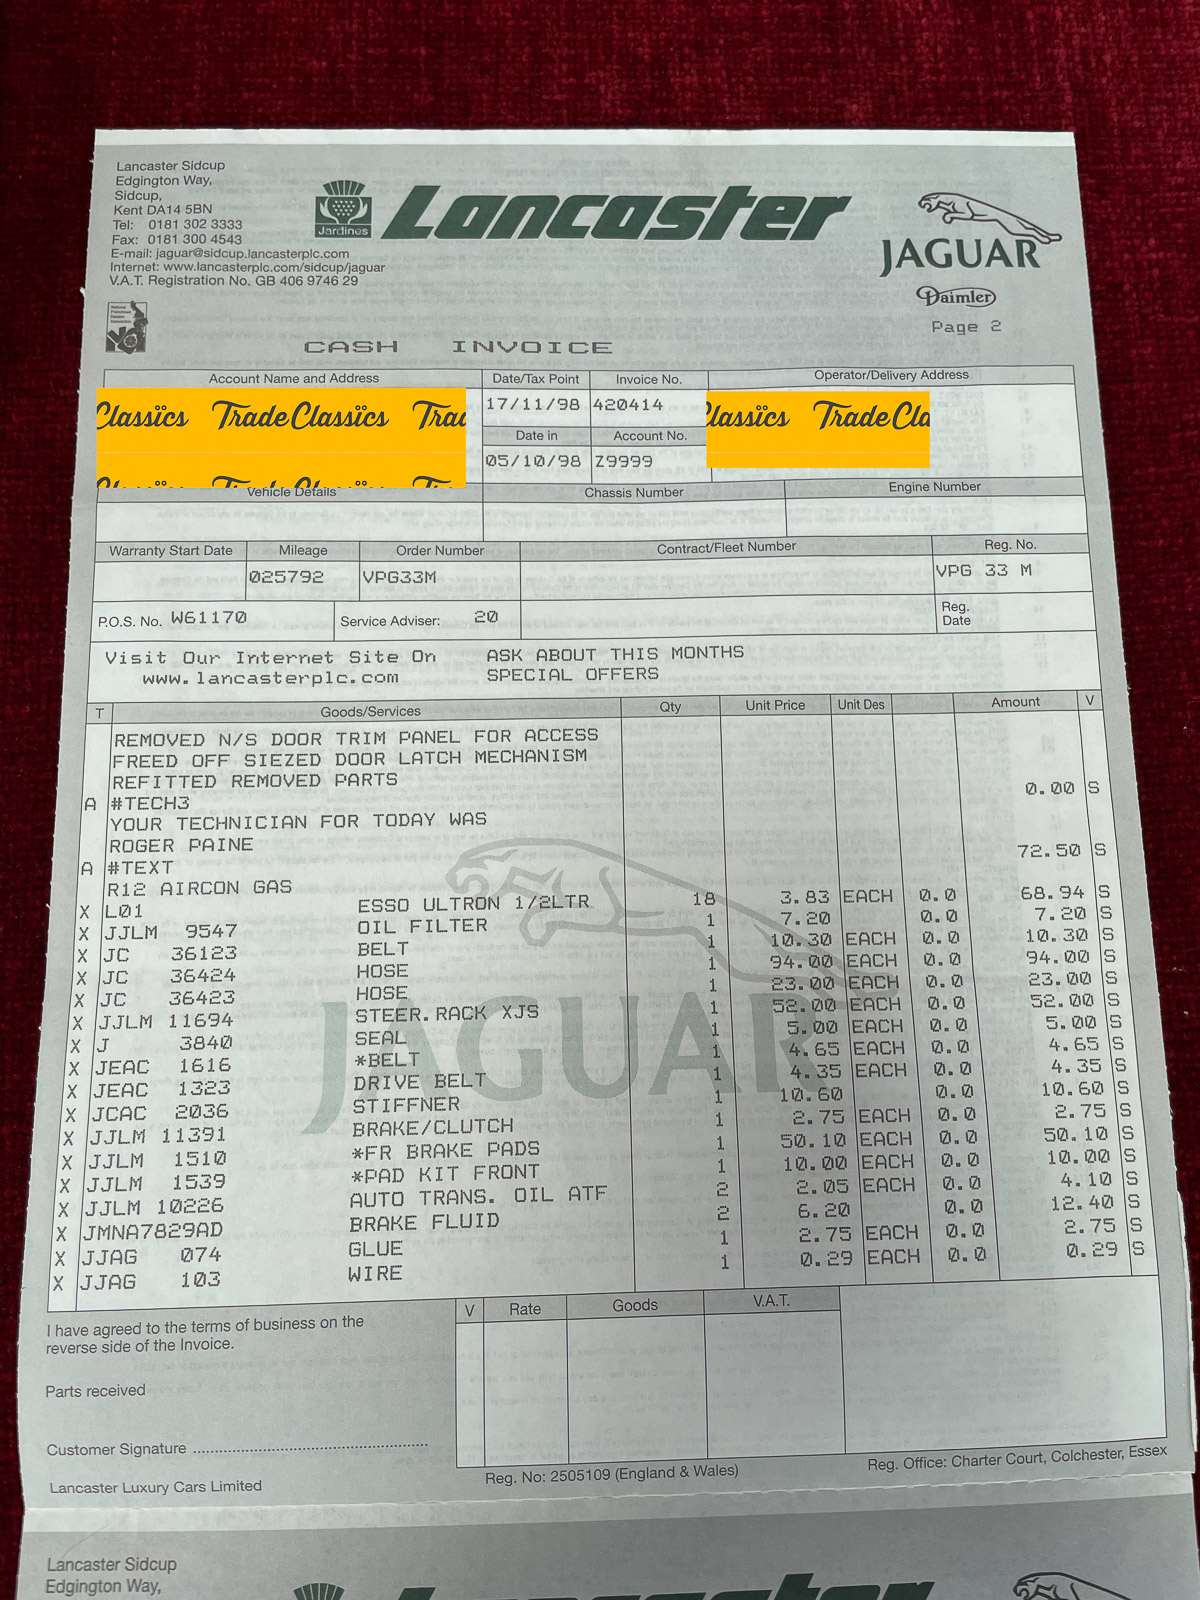 Lancaster Sidcup
Edgington Way,
Sidcup,
Kent DA14 5BN
Tel: 0181 302 3333
Fax: 0181 300 4543
E-mail: jaguar@sidcup.lancasterplc.com
Internet: www.lancasterplc.com/sidcup/jaguar
V.A.T. Registration No. GB 406 9746 29
Jardines
Lancaster
JAGUAR
Daimler
Page 2
CASH INVOICE
Account Name and Address Date/Tax Point Invoice No. Operator/Delivery Address
Classics TradeClassics Trad
17/11/98 420414
lassics TradeCla
Date in Account No.
05/10/98 Z9999
Vehicle Details Chassis Number Engine Number
Warranty Start Date Mileage Order Number Contract/Fleet Number Reg. No.
025792 VPG33M VPG 33 M
P.O.S. No. W61170 Service Adviser: 20 Reg. Date
Visit Our Internet Site On ASK ABOUT THIS MONTHS
www.lancasterplc.com SPECIAL OFFERS
T Goods/Services Qty Unit Price Unit Des Amount V
REMOVED N/S DOOR TRIM PANEL FOR ACCESS
FREED OFF SIEZED DOOR LATCH MECHANISM
REFITTED REMOVED PARTS
A #TECH3 0.00 S
YOUR TECHNICIAN FOR TODAY WAS
ROGER PAINE
A #TEXT 72.50 S
R12 AIRCON GAS
X L01 ESSO ULTRON 1/2LTR 18 3.83 EACH 0.0 68.94 S
X JJLM 9547 OIL FILTER 1 7.20 0.0 7.20 S
X JC 36123 BELT 1 10.30 EACH 0.0 10.30 S
X JC 36424 HOSE 1 94.00 EACH 0.0 94.00 S
X JC 36423 HOSE 1 23.00 EACH 0.0 23.00 S
X JJLM 11694 STEER.RACK XJS 1 52.00 EACH 0.0 52.00 S
X J 3840 SEAL 1 5.00 EACH 0.0 5.00 S
X JEAC 1616 *BELT 1 4.65 EACH 0.0 4.65 S
X JEAC 1323 DRIVE BELT 1 4.35 EACH 0.0 4.35 S
X JCAC 2036 STIFFNER 1 10.60 0.0 10.60 S
X JJLM 11391 BRAKE/CLUTCH 1 2.75 EACH 0.0 2.75 S
X JJLM 1510 *FR BRAKE PADS 1 50.10 EACH 0.0 50.10 S
X JJLM 1539 *PAD KIT FRONT 1 10.00 EACH 0.0 10.00 S
X JJLM 10226 AUTO TRANS. OIL ATF 2 2.05 EACH 0.0 4.10 S
X JMNA7829AD BRAKE FLUID 2 6.20 0.0 12.40 S
X JJAG 074 GLUE 1 2.75 EACH 0.0 2.75 S
X JJAG 103 WIRE 1 0.29 EACH 0.0 0.29 S
JAGUAR
V Rate Goods V.A.T.
I have agreed to the terms of business on the
reverse side of the Invoice.
Parts received
Customer Signature
Lancaster Luxury Cars Limited
Reg. No: 2505109 (England & Wales)
Reg. Office: Charter Court, Colchester, Essex
Lancaster Sidcup
Edgington Way,
Lancaster